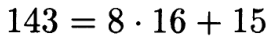 143 = 8 · 16 + 15